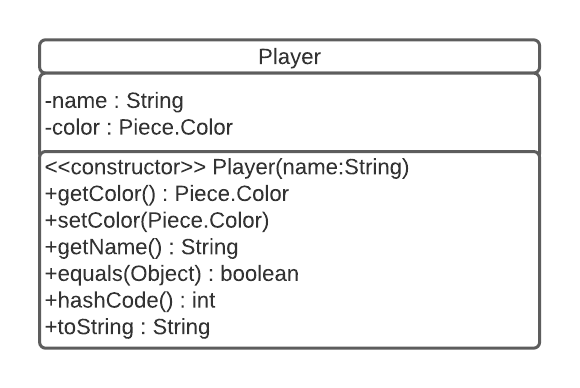 Player
-name : String
-color : Piece.Color
<<constructor>> Player(name:String)
+getColor() : Piece.Color
+setColor(Piece.Color)
+getName() : String
+equals(Object) : boolean
+hashCode() : int
+toString : String